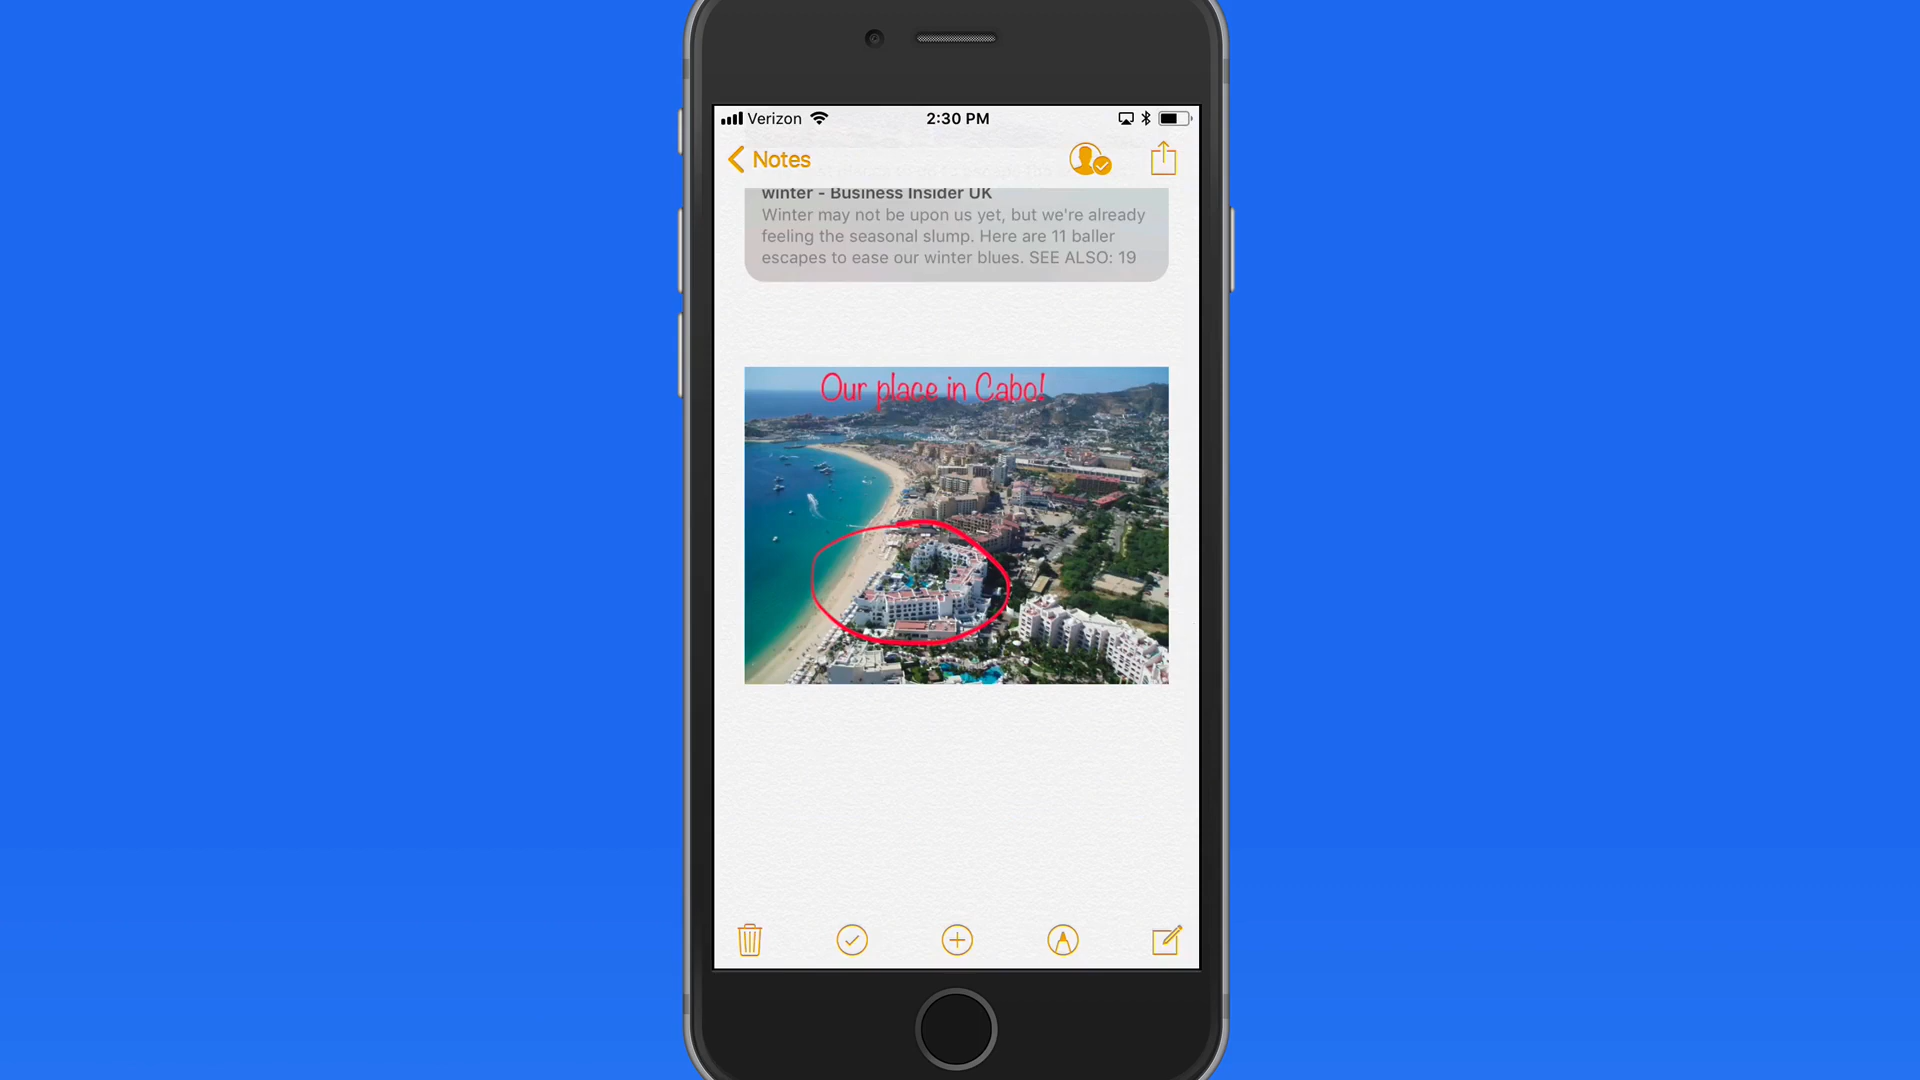 Verizon 2:30 PM
Notes
winter - Business Insider UK
Winter may not be upon us yet, but we're already
feeling the seasonal slump. Here are 11 baller
escapes to ease our winter blues. SEE ALSO: 19
Our place in Cabo!